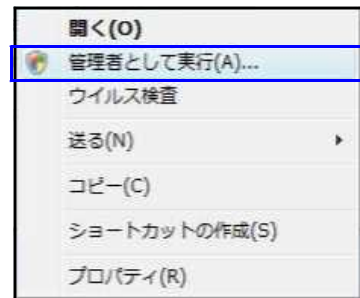 開く(O)
管理者として実行(A)...
ウイルス検査
送る(N)
コピー(C)
ショートカットの作成(S)
プロパティ(R)